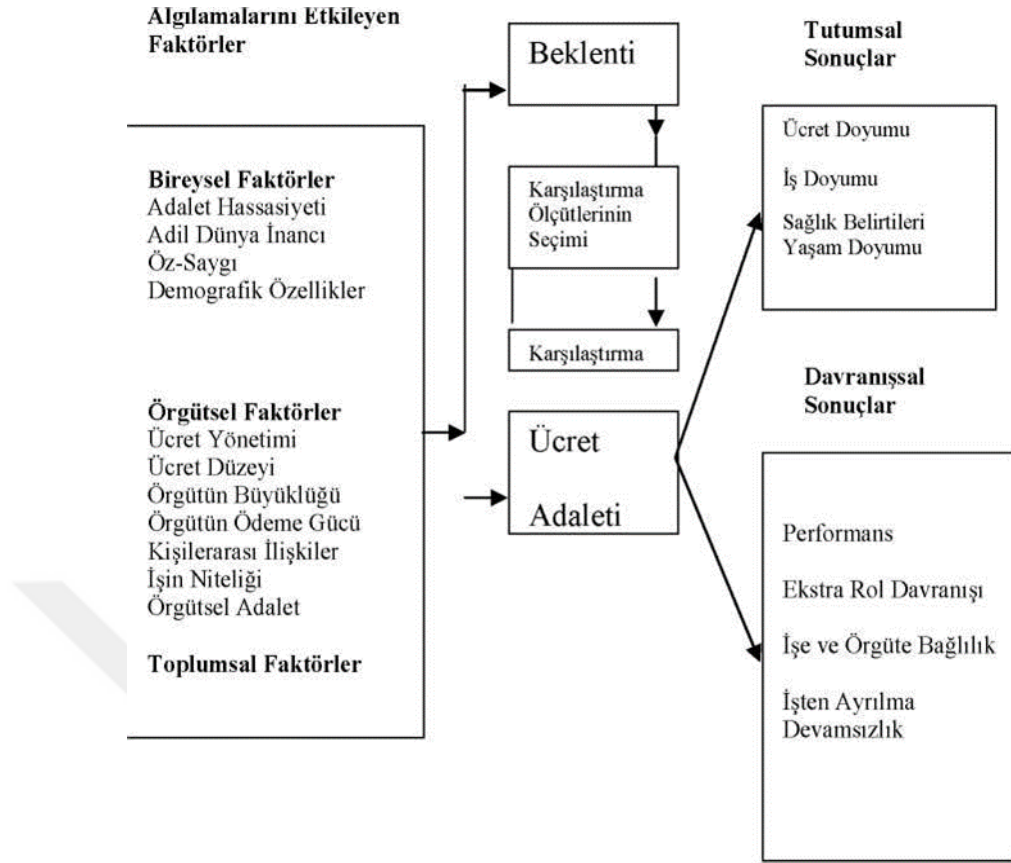 Algılamalarını Etkileyen
Faktörler
Bireysel Faktörler
Adalet Hassasiyeti
Adil Dünya İnancı
Öz-Saygı
Demografik Özellikler
Örgütsel Faktörler
Ücret Yönetimi
Ücret Düzeyi
Örgütün Büyüklüğü
Örgütün Ödeme Gücü
Kişilerarası İlişkiler
İşin Niteliği
Örgütsel Adalet
Toplumsal Faktörler
Beklenti
Karşılaştırma
Ölçütlerinin
Seçimi
Karşılaştırma
Ücret
Adaleti
Tutumsal
Sonuçlar
Ücret Doyumu
İş Doyumu
Sağlık Belirtileri
Yaşam Doyumu
Davranışsal
Sonuçlar
Performans
Ekstra Rol Davranışı
İşe ve Örgüte Bağlılık
İşten Ayrılma
Devamsızlık